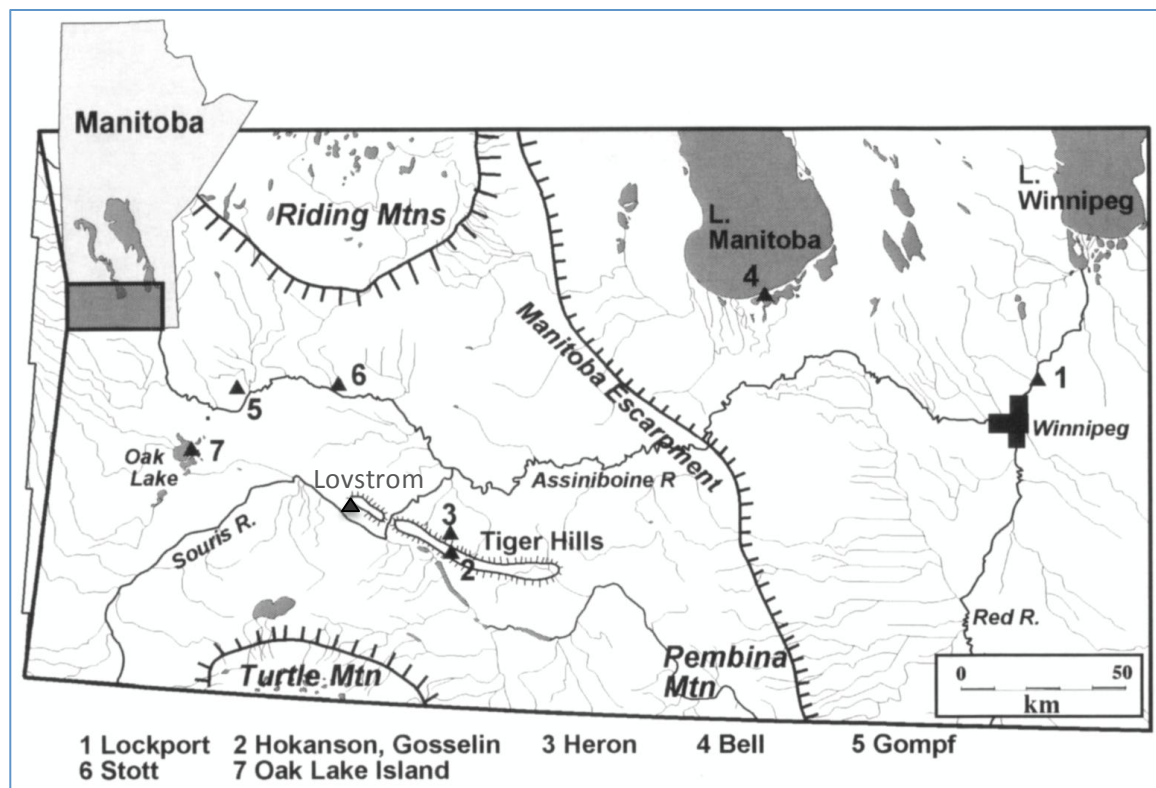 Manitoba
Riding Mtns
L.
Manitoba
4
L.
Winnipeg
Manitoba Escarpment
1
Winnipeg
6
5
7
Oak
Lake
Lovstrom
Assiniboine R
3
Tiger Hills
2
Souris R.
Red R.
Turtle Mtn
Pembina
Mtn
0 50
km
1 Lockport 2 Hokanson, Gosselin 3 Heron 4 Bell 5 Gompf
6 Stott 7 Oak Lake Island